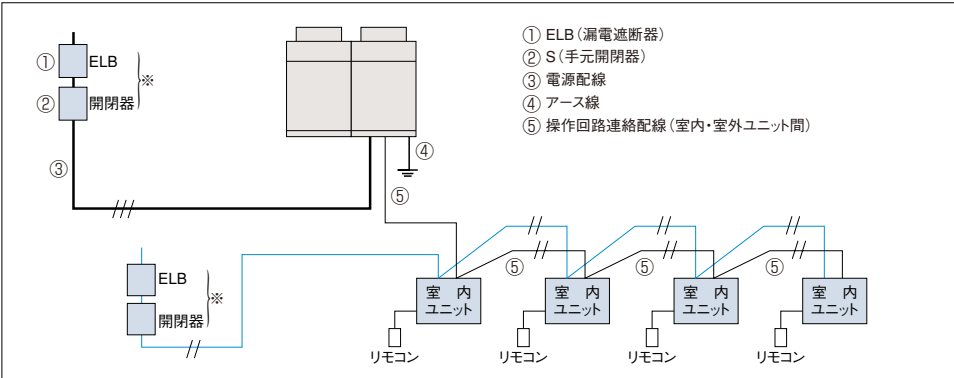 ① ELB（漏電遮断器）
② S（手元開閉器）
③ 電源配線
④ アース線
⑤ 操作回路連絡配線（室内・室外ユニット間）
① ELB
② 開閉器
※
③
④
⑤
ELB
開閉器
※
⑤
⑤
⑤
室 内
ユニット
室 内
ユニット
室 内
ユニット
室 内
ユニット
リモコン
リモコン
リモコン
リモコン